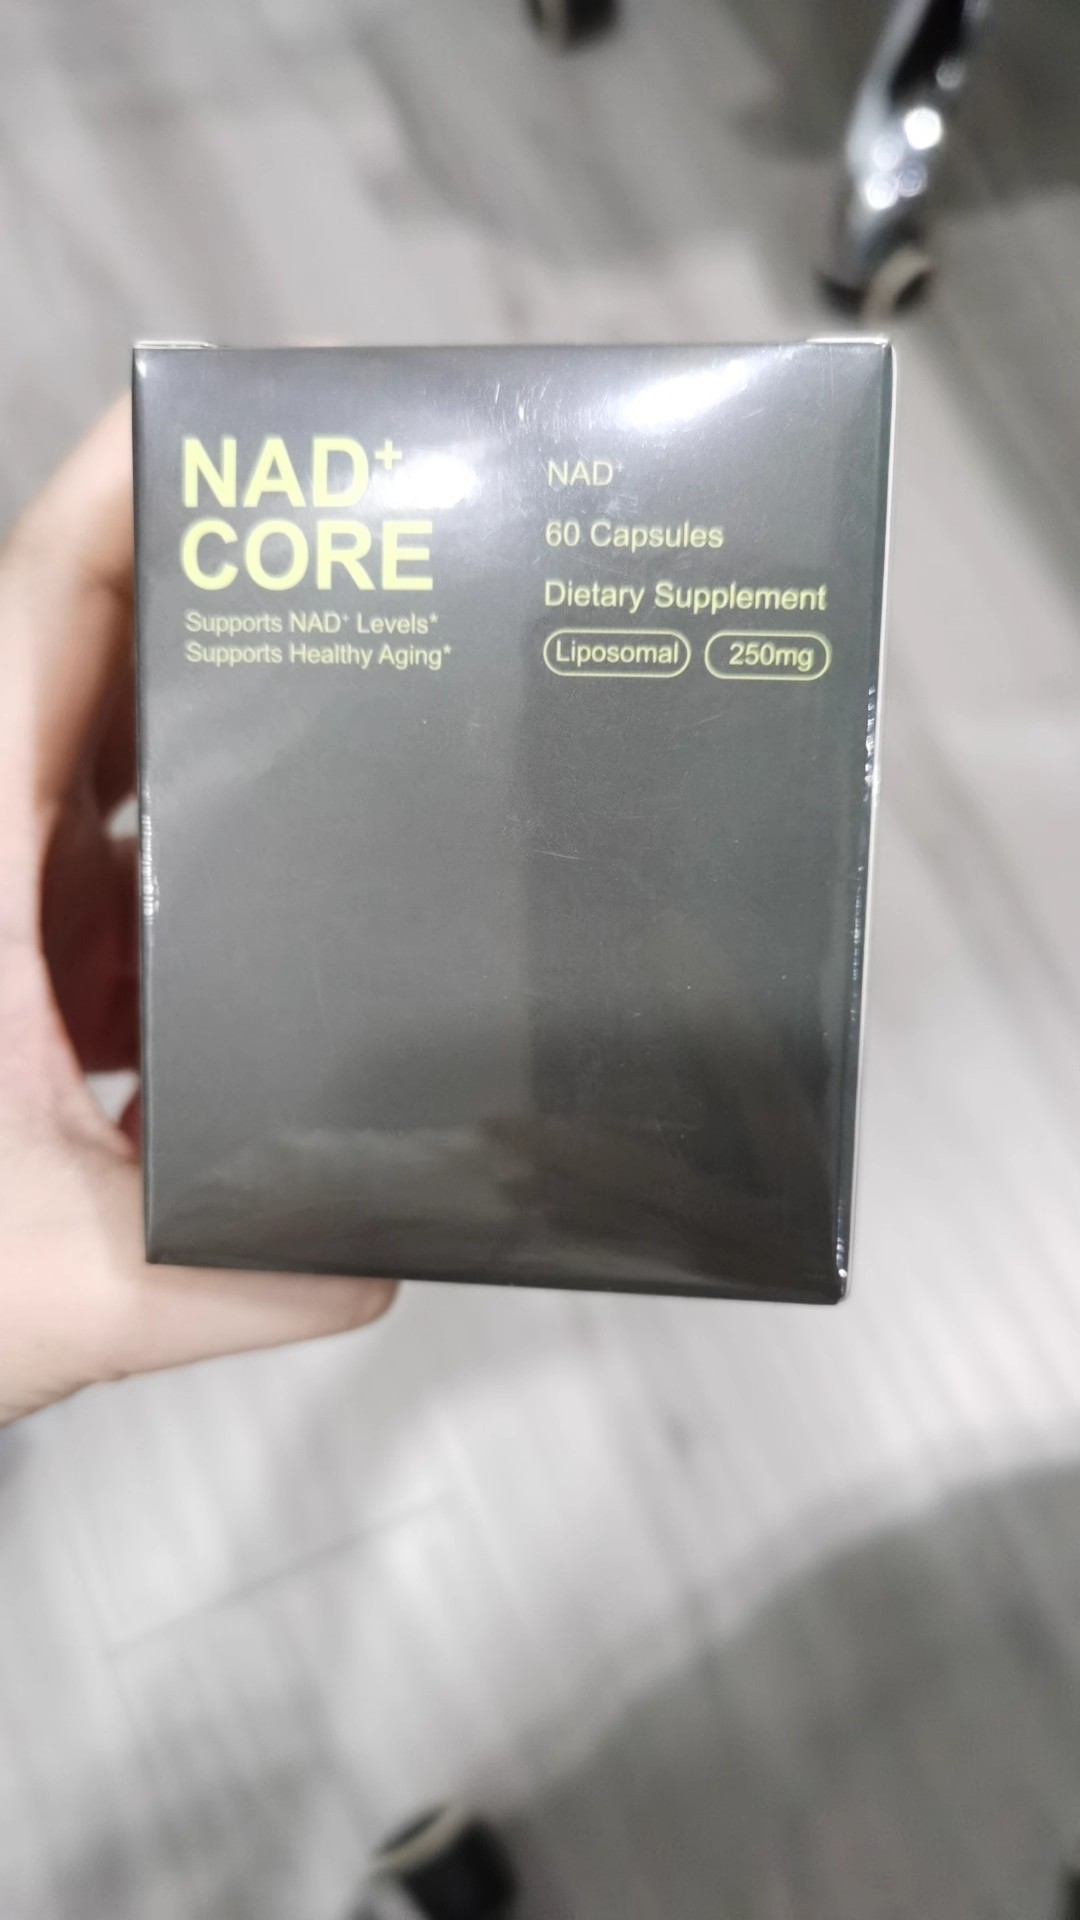 NAD+
CORE
Supports NAD+ Levels*
Supports Healthy Aging*
NAD+
60 Capsules
Dietary Supplement
Liposomal
250mg